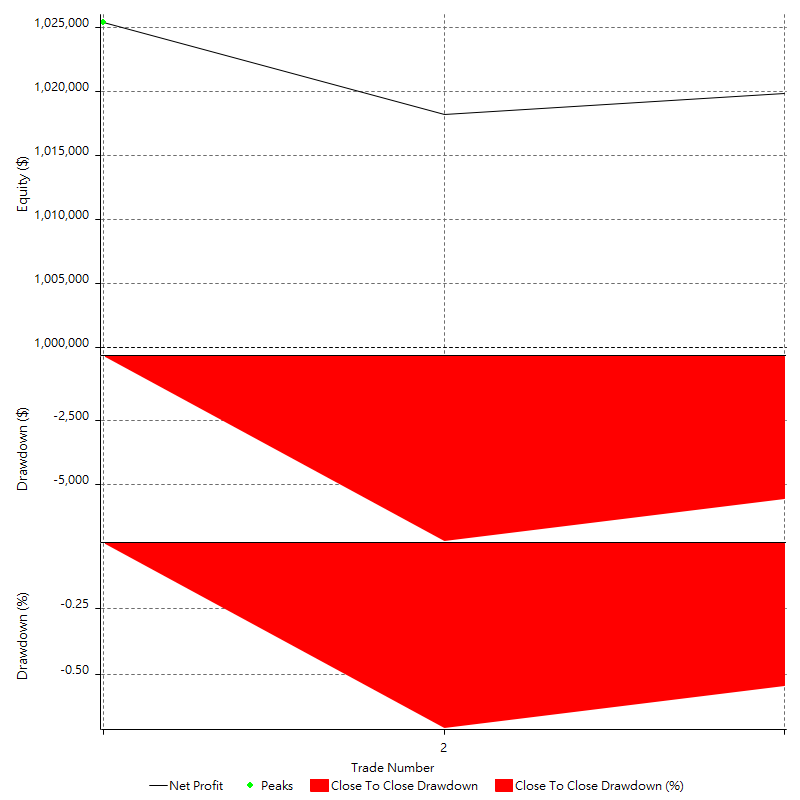 1,025,000
1,020,000
1,015,000
Equity ($)
1,010,000
1,005,000
1,000,000
-2,500
Drawdown ($)
-5,000
-0.25
Drawdown (%)
-0.50
2
Trade Number
Net Profit Peaks Close To Close Drawdown Close To Close Drawdown (%)